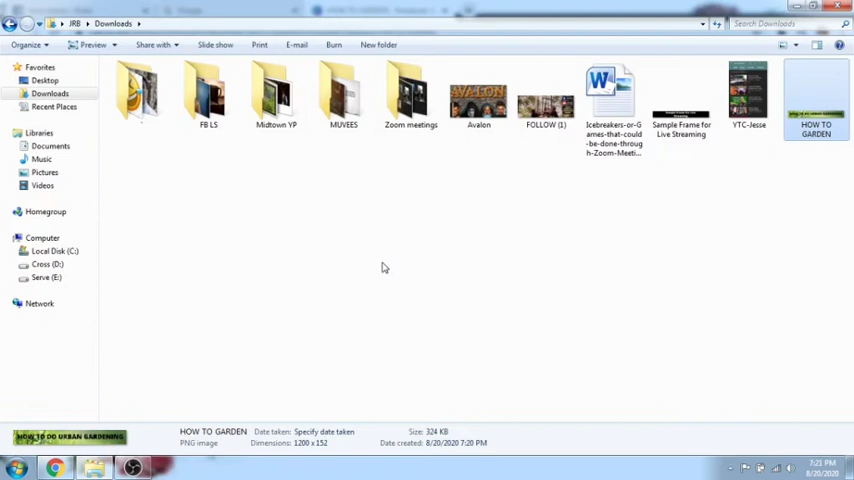 JRB ▸ Downloads ▸
Search Downloads
Organize Preview Share with Slide show Print E-mail Burn New folder
Favorites
Desktop
Downloads
Recent Places
Libraries
Documents
Music
Pictures
Videos
Homegroup
Computer
Local Disk (C:)
Cross (D:)
Serve (E:)
Network
.
FB LS
Midtown YP
MUVEES
Zoom meetings
AVALON
Avalon
FOLLOW (1)
W
Icebreakers-or-G
ames-that-could
-be-done-throug
h-Zoom-Meeti...
Sample Frame for
Live Streaming
YTC-Jesse
HOW TO
GARDEN
HOW TO DO URBAN GARDENING
HOW TO GARDEN Date taken: Specify date taken Size: 324 KB
PNG image Dimensions: 1200 x 152 Date created: 8/20/2020 7:20 PM
7:21 PM
8/20/2020